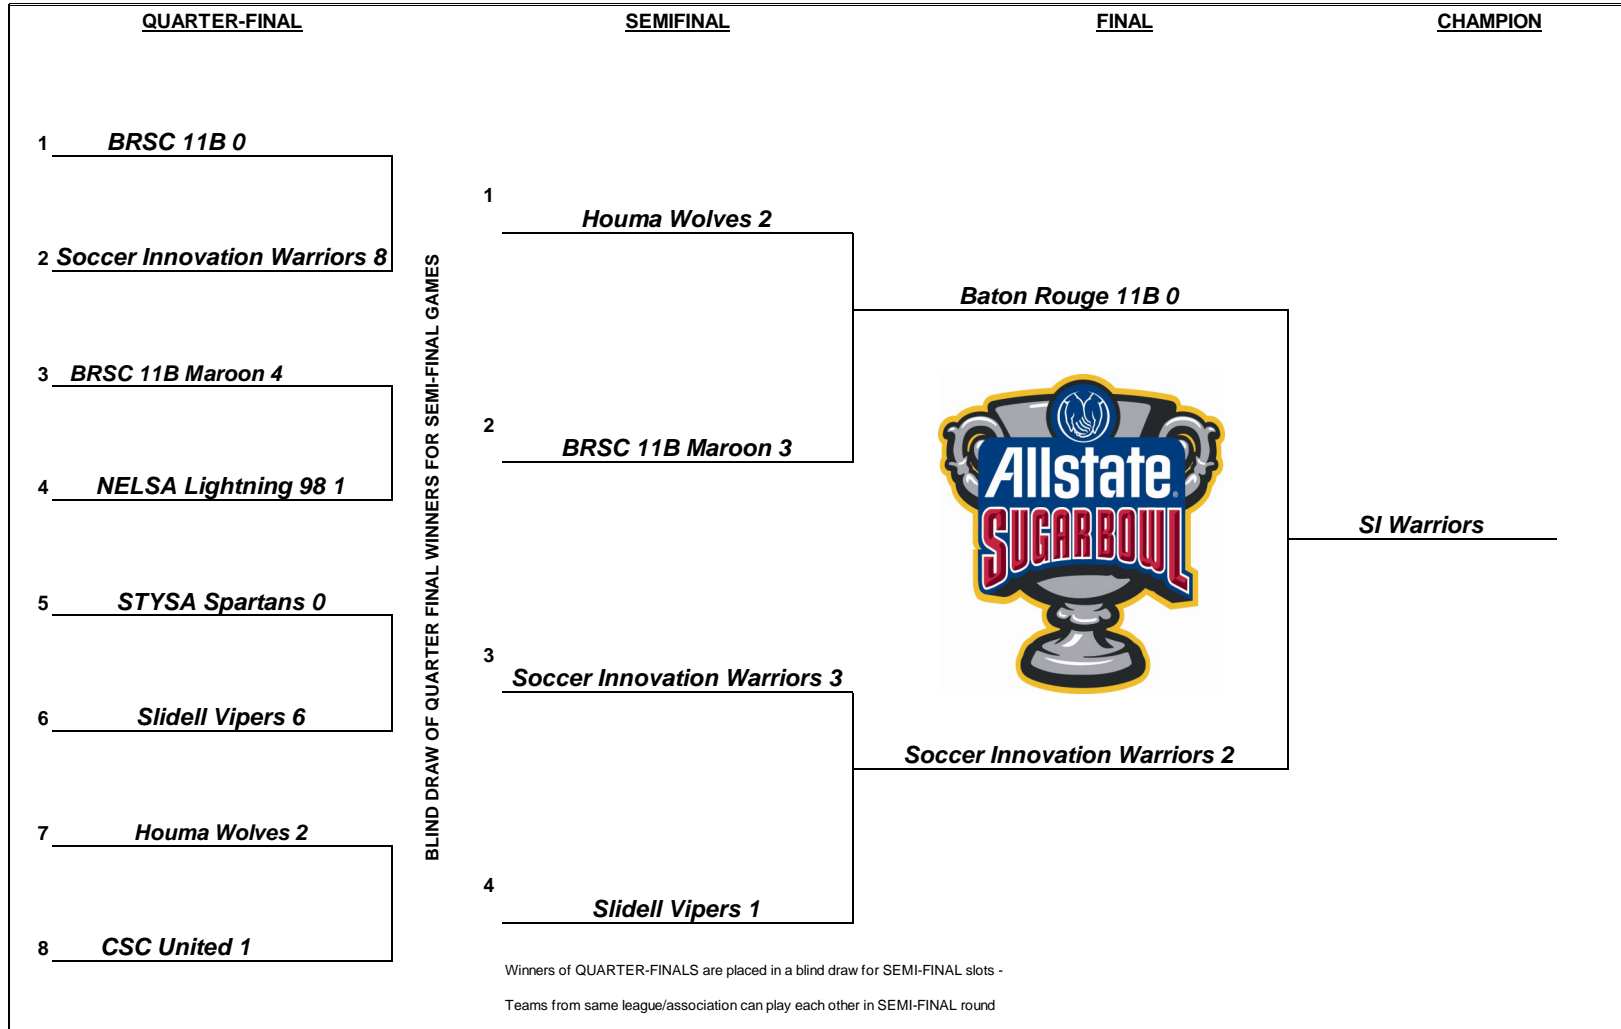 QUARTER-FINAL
SEMIFINAL
FINAL
CHAMPION
1 BRSC 11B 0
2 Soccer Innovation Warriors 8
3 BRSC 11B Maroon 4
4 NELSA Lightning 98 1
5 STYSA Spartans 0
6 Slidell Vipers 6
7 Houma Wolves 2
8 CSC United 1
BLIND DRAW OF QUARTER FINAL WINNERS FOR SEMI-FINAL GAMES
1
Houma Wolves 2
2
BRSC 11B Maroon 3
3
Soccer Innovation Warriors 3
4
Slidell Vipers 1
Winners of QUARTER-FINALS are placed in a blind draw for SEMI-FINAL slots -
Teams from same league/association can play each other in SEMI-FINAL round
Baton Rouge 11B 0
Allstate®
SUGAR BOWL
Soccer Innovation Warriors 2
SI Warriors